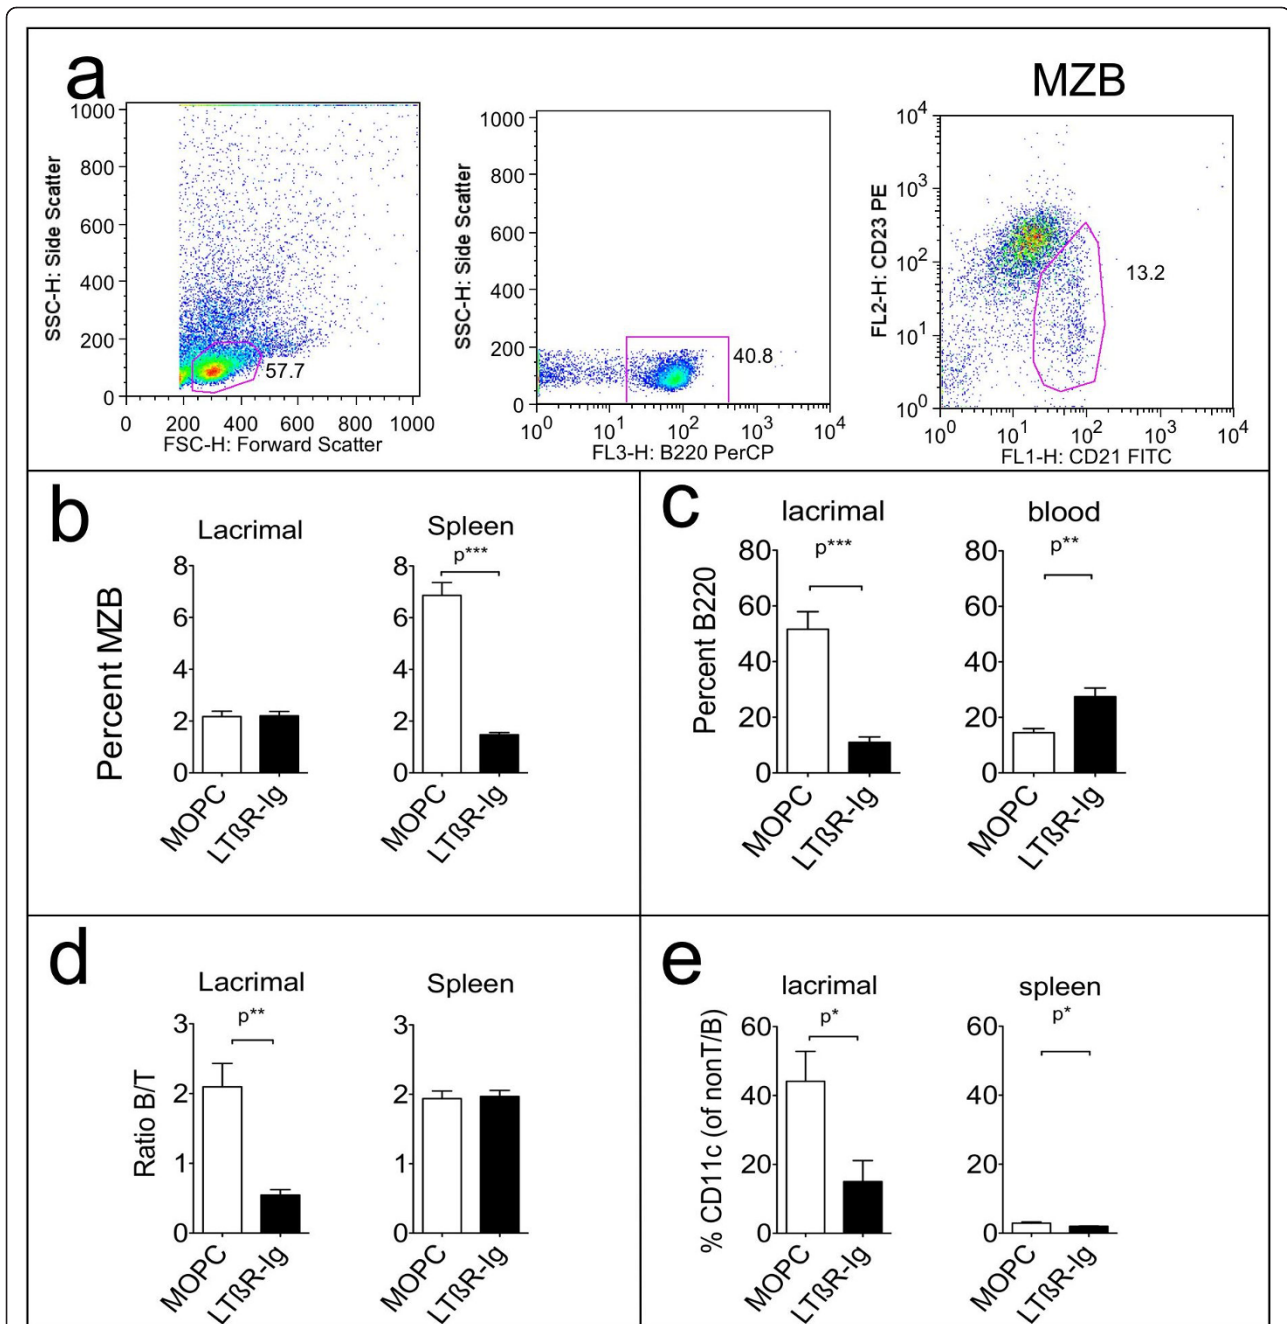 a
MZB
SSC-H: Side Scatter
1000
800
600
400
200
0
57.7
0 200 400 600 800 1000
FSC-H: Forward Scatter
SSC-H: Side Scatter
1000
800
600
400
200
0
40.8
10^0 10^1 10^2 10^3 10^4
FL3-H: B220 PerCP
FL2-H: CD23 PE
10^4
10^3
10^2
10^1
10^0
13.2
10^0 10^1 10^2 10^3 10^4
FL1-H: CD21 FITC
b
Lacrimal
Percent MZB
8
6
4
2
0
MOPC
LTßR-Ig
Spleen
p***
8
6
4
2
0
MOPC
LTßR-Ig
c
lacrimal
p***
Percent B220
80
60
40
20
0
MOPC
LTßR-Ig
blood
p**
80
60
40
20
0
MOPC
LTßR-Ig
d
Lacrimal
p**
Ratio B/T
3
2
1
0
MOPC
LTßR-Ig
Spleen
3
2
1
0
MOPC
LTßR-Ig
e
lacrimal
p*
% CD11c (of nonT/B)
60
40
20
0
MOPC
LTßR-Ig
spleen
p*
60
40
20
0
MOPC
LTßR-Ig